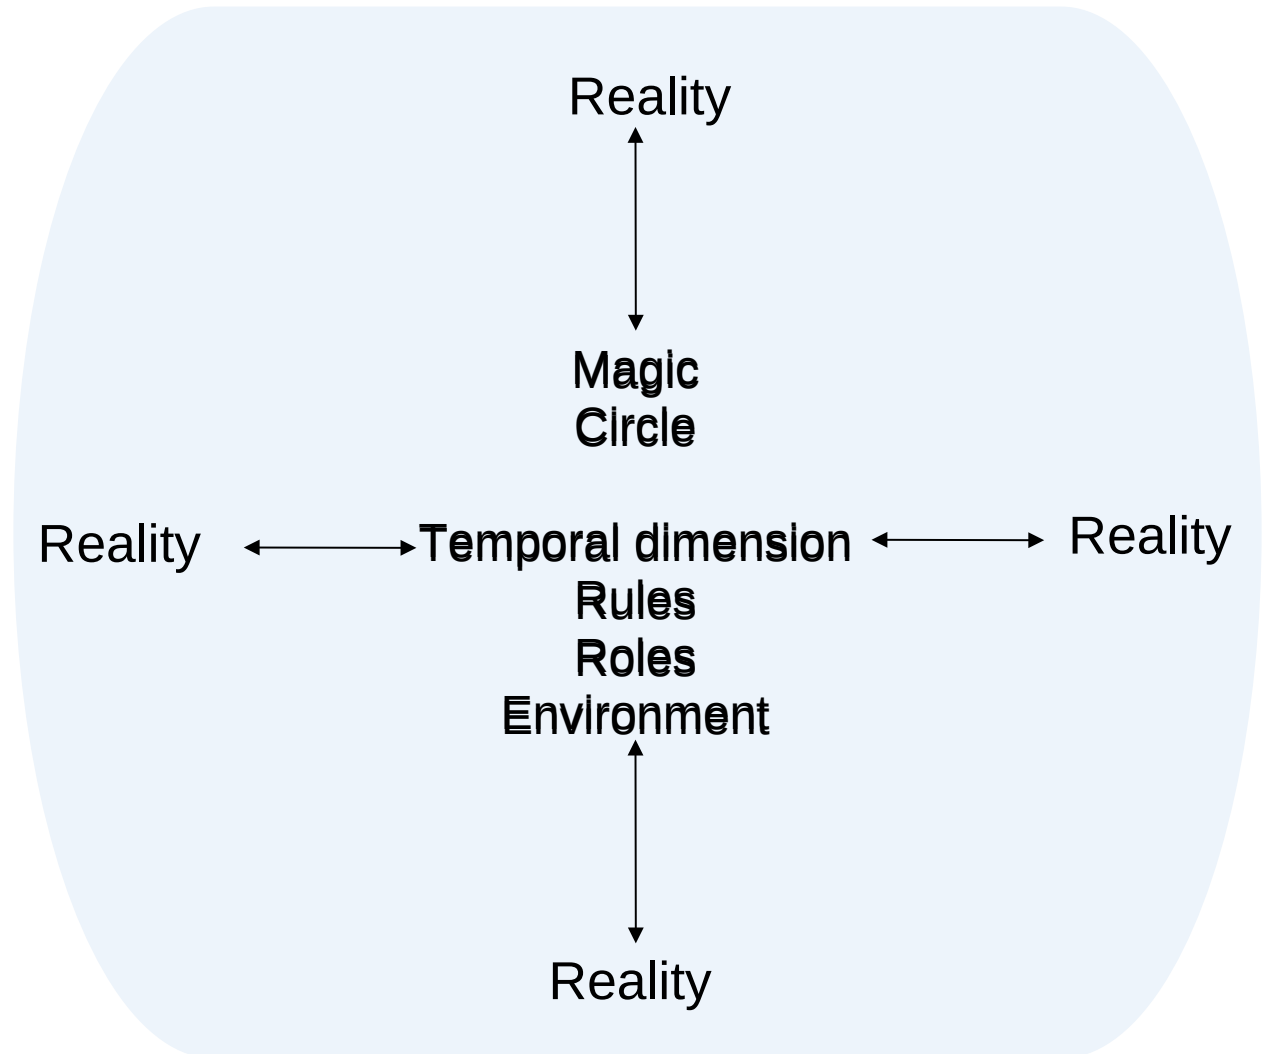 Reality
Magic
Circle
Reality
Temporal dimension
Reality
Rules
Roles
Environment
Reality